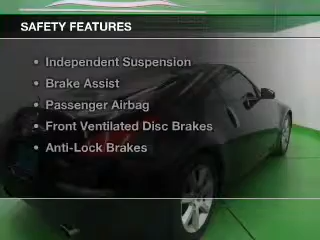 SAFETY FEATURES
• Independent Suspension
• Brake Assist
• Passenger Airbag
• Front Ventilated Disc Brakes
• Anti-Lock Brakes